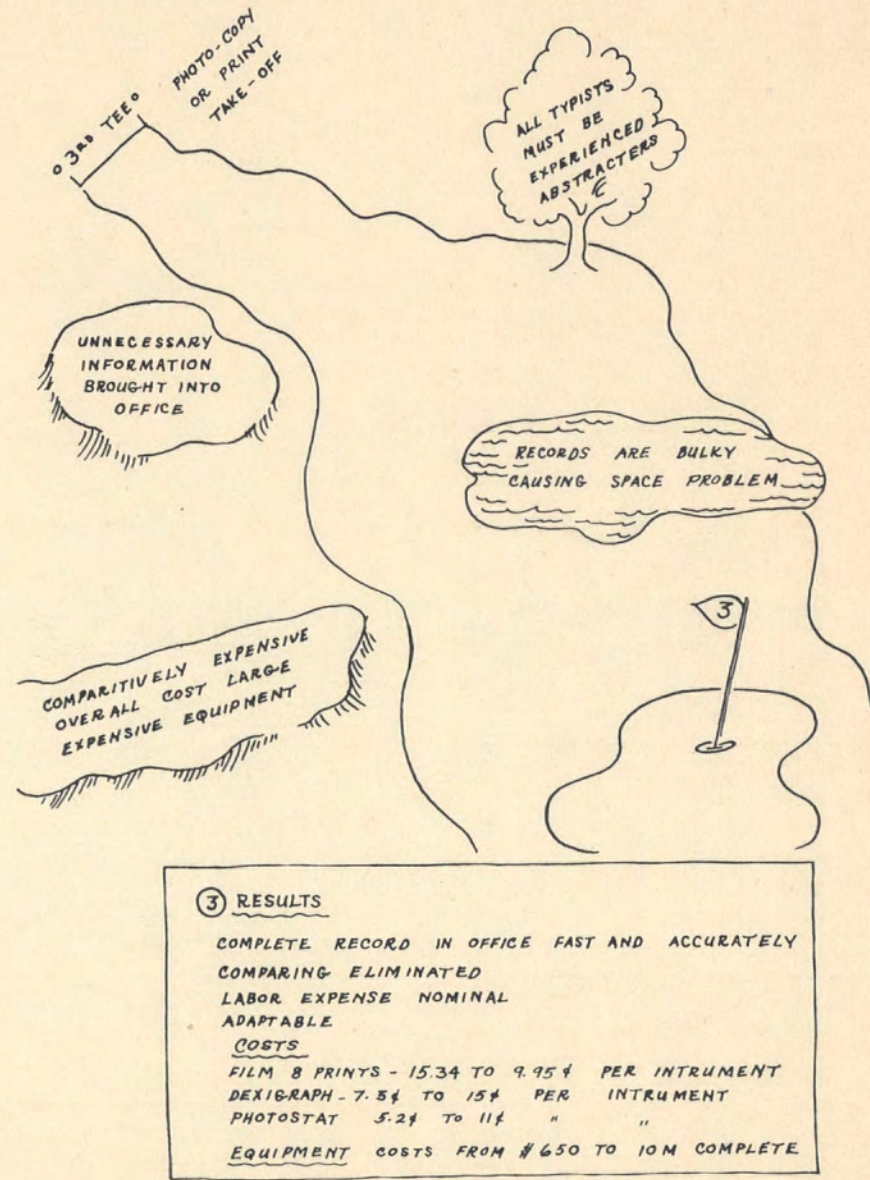 3RD TEE
PHOTO-COPY
OR PRINT
TAKE-OFF
ALL TYPISTS
MUST BE
EXPERIENCED
ABSTRACTERS
UNNECESSARY
INFORMATION
BROUGHT INTO
OFFICE
RECORDS ARE BULKY
CAUSING SPACE PROBLEM
COMPARITIVELY EXPENSIVE
OVERALL COST LARGE
EXPENSIVE EQUIPMENT
3
3 RESULTS
COMPLETE RECORD IN OFFICE FAST AND ACCURATELY
COMPARING ELIMINATED
LABOR EXPENSE NOMINAL
ADAPTABLE
COSTS
FILM 8 PRINTS - 15.34 TO 9.95¢ PER INTRUMENT
DEXIGRAPH - 7.5¢ TO 15¢ PER INTRUMENT
PHOTOSTAT 5.2¢ TO 11¢ " "
EQUIPMENT COSTS FROM $650 TO 10M COMPLETE